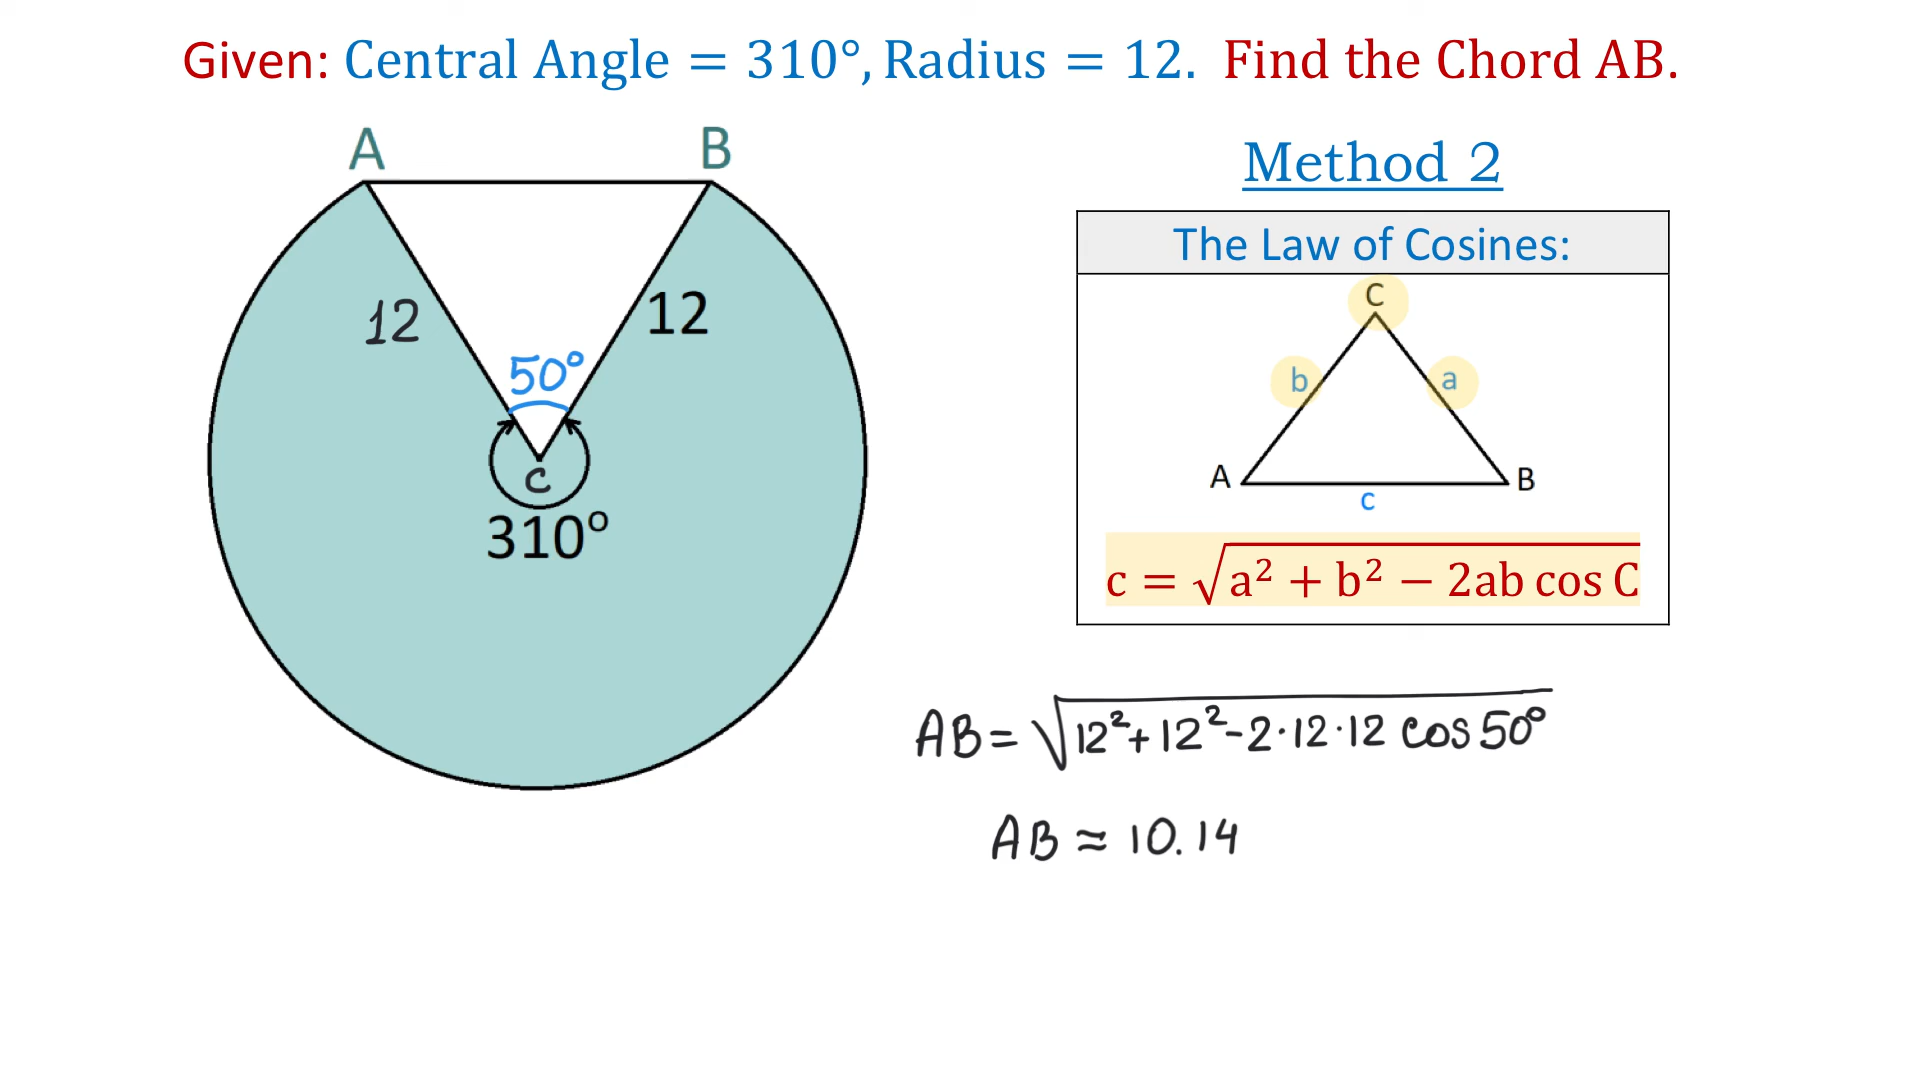 Given: Central Angle = 310°, Radius = 12. Find the Chord AB.
A
B
12
12
50°
c
310°
Method 2
The Law of Cosines:
C
b
a
A
B
c
c = √(a² + b² − 2ab cos C)
AB = √(12² + 12² - 2·12·12 cos 50°)
AB ≈ 10.14